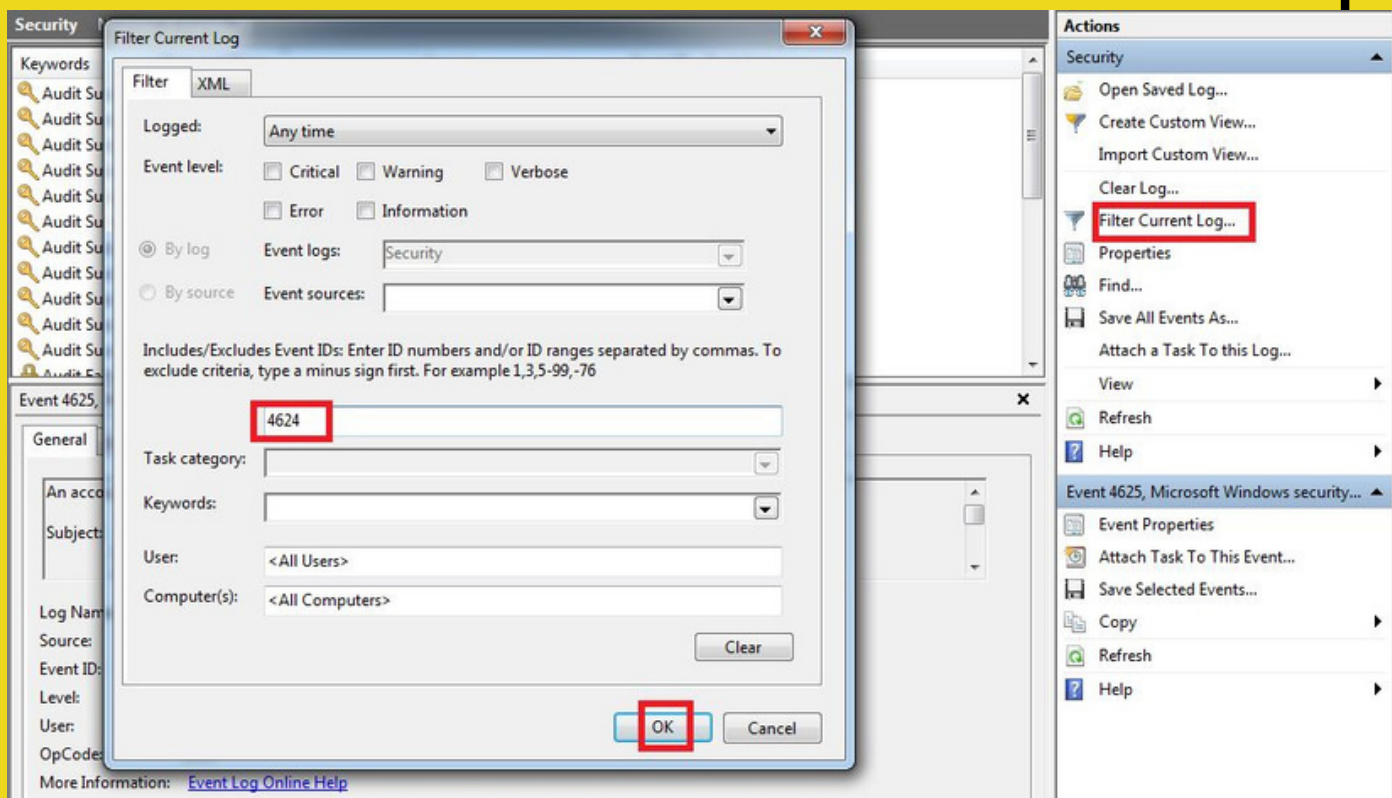 Security
Keywords
Audit Su
Audit Su
Audit Su
Audit Su
Audit Su
Audit Su
Audit Su
Audit Su
Audit Su
Audit Su
Audit Su
Audit Fa
Event 4625,
General
An acco
Subject:
Log Nam
Source:
Event ID:
Level:
User:
OpCode:
More Information: Event Log Online Help
Filter Current Log
Filter XML
Logged: Any time
Event level: Critical Warning Verbose
Error Information
By log Event logs: Security
By source Event sources:
Includes/Excludes Event IDs: Enter ID numbers and/or ID ranges separated by commas. To
exclude criteria, type a minus sign first. For example 1,3,5-99,-76
4624
Task category:
Keywords:
User: <All Users>
Computer(s): <All Computers>
Clear
OK Cancel
Actions
Security
Open Saved Log...
Create Custom View...
Import Custom View...
Clear Log...
Filter Current Log...
Properties
Find...
Save All Events As...
Attach a Task To this Log...
View
Refresh
Help
Event 4625, Microsoft Windows security...
Event Properties
Attach Task To This Event...
Save Selected Events...
Copy
Refresh
Help